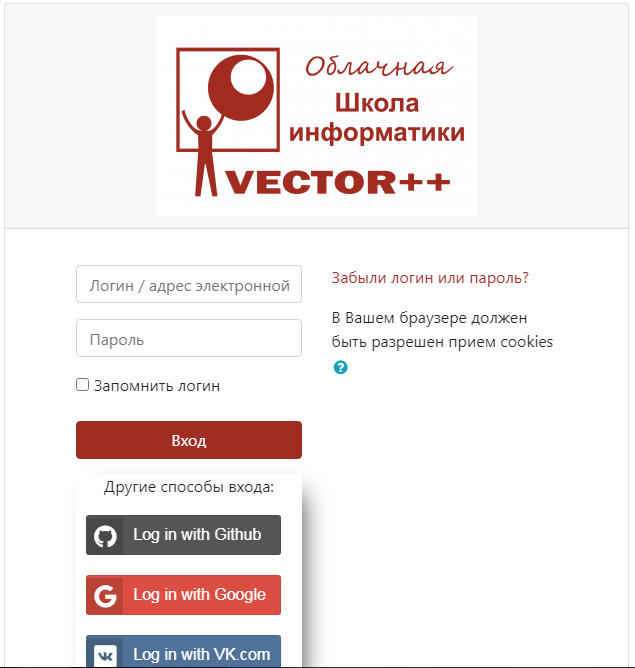 Облачная
Школа
информатики
VECTOR++
Логин / адрес электронной
Забыли логин или пароль?
Пароль
В Вашем браузере должен
быть разрешен прием cookies
Запомнить логин
Вход
Другие способы входа:
Log in with Github
Log in with Google
Log in with VK.com